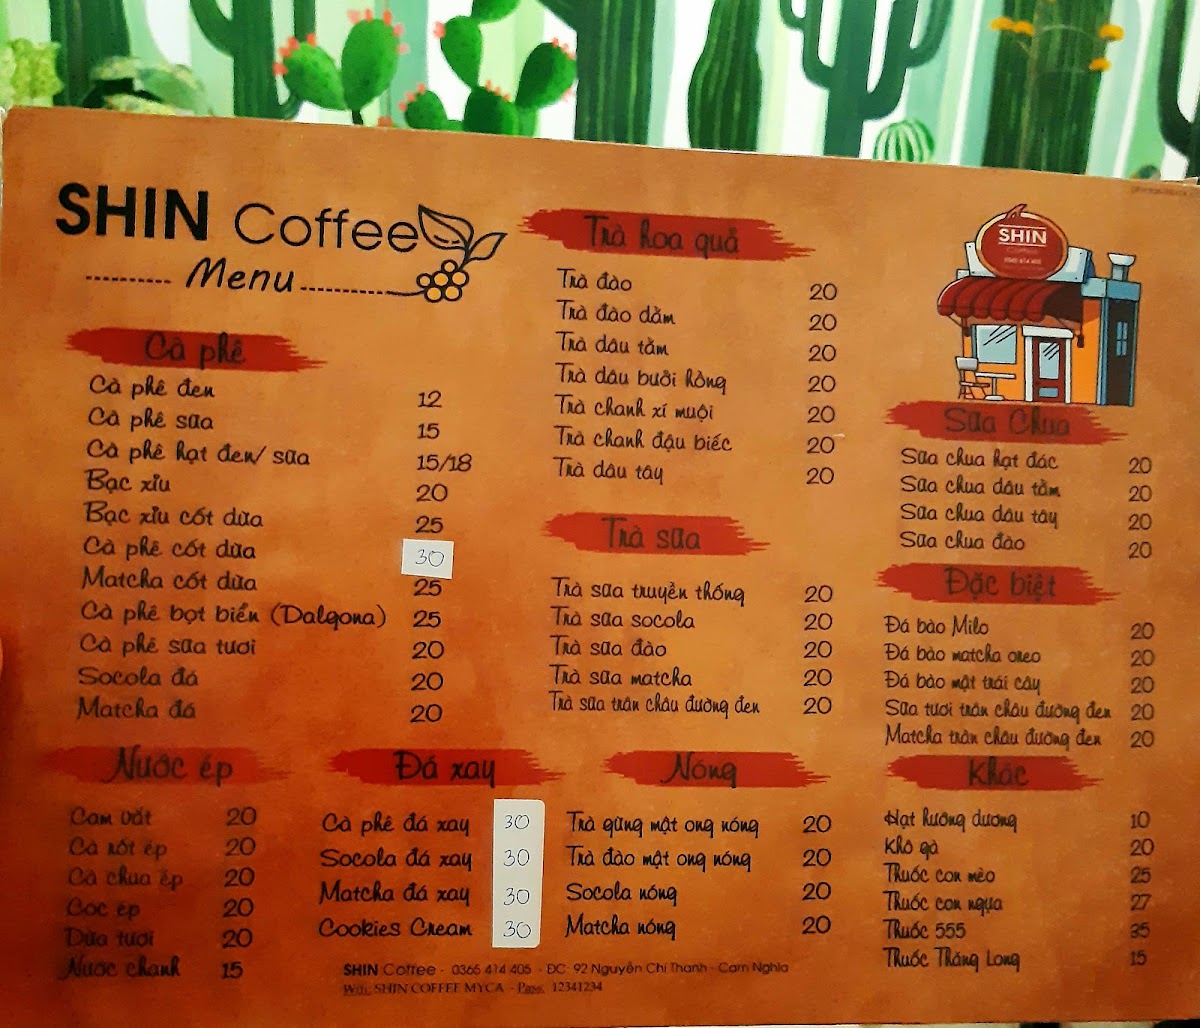 SHIN Coffee
Menu
Cà phê
Cà phê đen 12
Cà phê sữa 15
Cà phê hạt đen/ sữa 15/18
Bạc xỉu 20
Bạc xỉu cốt dừa 25
Cà phê cốt dừa 30
Matcha cốt dừa 25
Cà phê bọt biển (Dalgona) 25
Cà phê sữa tươi 20
Socola đá 20
Matcha đá 20
Trà hoa quả
Trà đào 20
Trà đào dầm 20
Trà dâu tằm 20
Trà dâu bưởi hồng 20
Trà chanh xí muội 20
Trà chanh đậu biếc 20
Trà dâu tây 20
Trà sữa
Trà sữa truyền thống 20
Trà sữa socola 20
Trà sữa đào 20
Trà sữa matcha 20
Trà sữa trân châu đường đen 20
SHIN
Coffee
0365 414 405
Sữa Chua
Sữa chua hạt đác 20
Sữa chua dâu tằm 20
Sữa chua dâu tây 20
Sữa chua đào 20
Đặc biệt
Đá bào Milo 20
Đá bào matcha oreo 20
Đá bào mật trái cây 20
Sữa tươi trân châu đường đen 20
Matcha trân châu đường đen 20
Nước ép
Cam vắt 20
Cà rốt ép 20
Cà chua ép 20
Cóc ép 20
Dừa tươi 20
Nước chanh 15
Đá xay
Cà phê đá xay 30
Socola đá xay 30
Matcha đá xay 30
Cookies Cream 30
Nóng
Trà gừng mật ong nóng 20
Trà đào mật ong nóng 20
Socola nóng 20
Matcha nóng 20
Khác
Hạt hướng dương 10
Khô gà 20
Thuốc con mèo 25
Thuốc con ngựa 27
Thuốc 555 35
Thuốc Thăng Long 15
SHIN Coffee - 0365 414 405 - ĐC: 92 Nguyễn Chí Thanh - Cam Nghĩa
Wifi: SHIN COFFEE MYCA - Pass: 12341234